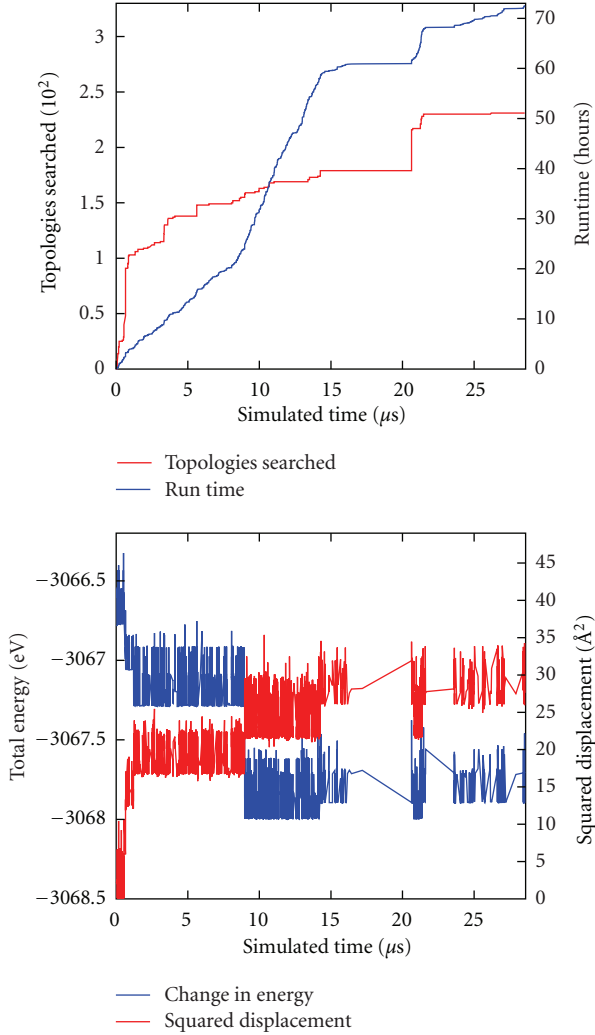 Topologies searched (10²)
3
2.5
2
1.5
1
0.5
0
70
60
50
40
30
20
10
0
Runtime (hours)
0 5 10 15 20 25
Simulated time (μs)
Topologies searched
Run time
Total energy (eV)
−3066.5
−3067
−3067.5
−3068
−3068.5
45
40
35
30
25
20
15
10
5
0
Squared displacement (Å²)
0 5 10 15 20 25
Simulated time (μs)
Change in energy
Squared displacement